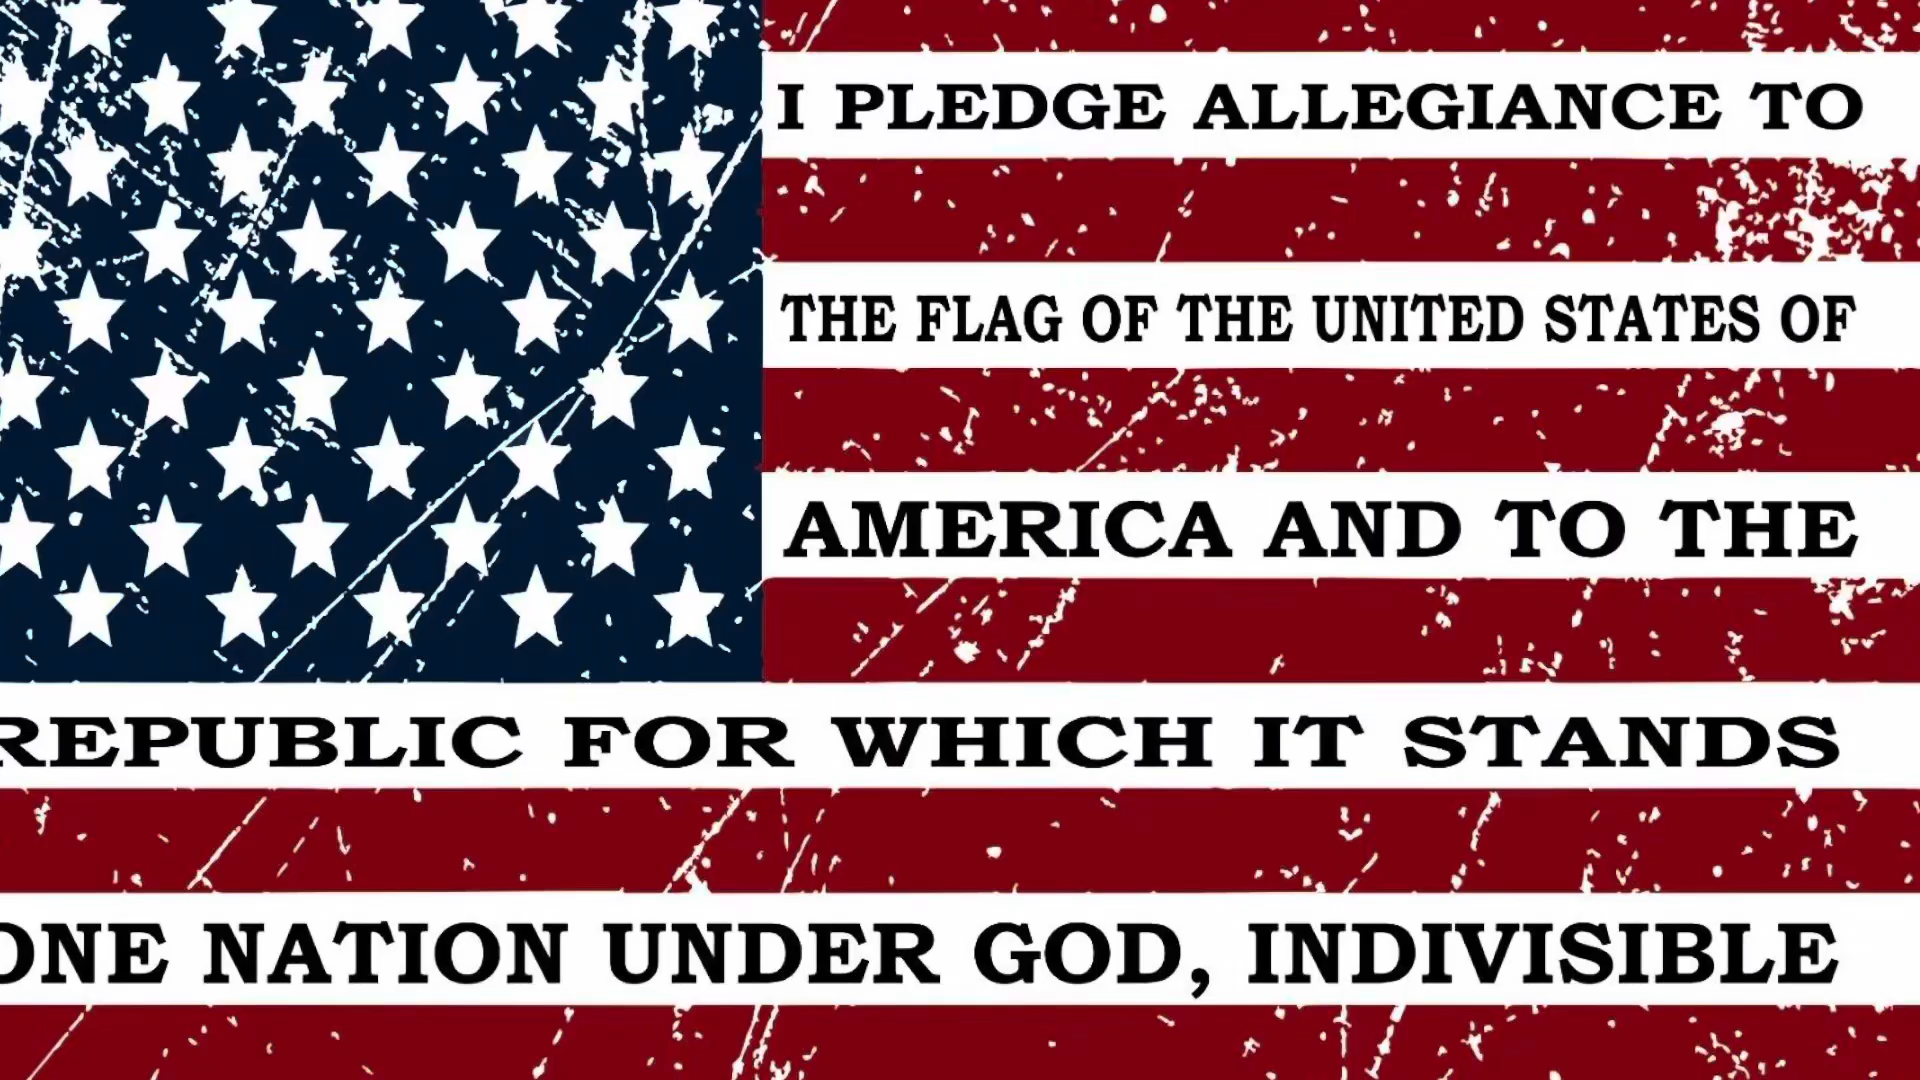 I PLEDGE ALLEGIANCE TO
THE FLAG OF THE UNITED STATES OF
AMERICA AND TO THE
REPUBLIC FOR WHICH IT STANDS
ONE NATION UNDER GOD, INDIVISIBLE